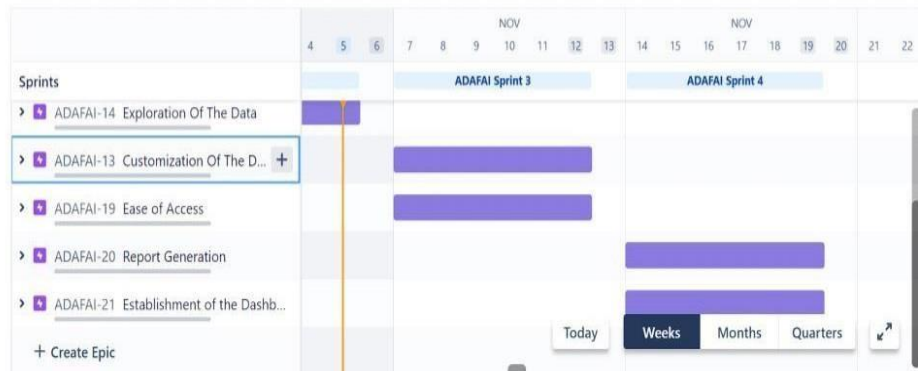 NOV NOV
4 5 6 7 8 9 10 11 12 13 14 15 16 17 18 19 20 21 22
Sprints ADAFAI Sprint 3 ADAFAI Sprint 4
ADAFAI-14 Exploration Of The Data
ADAFAI-13 Customization Of The D... +
ADAFAI-19 Ease of Access
ADAFAI-20 Report Generation
ADAFAI-21 Establishment of the Dashb...
Today Weeks Months Quarters
+ Create Epic